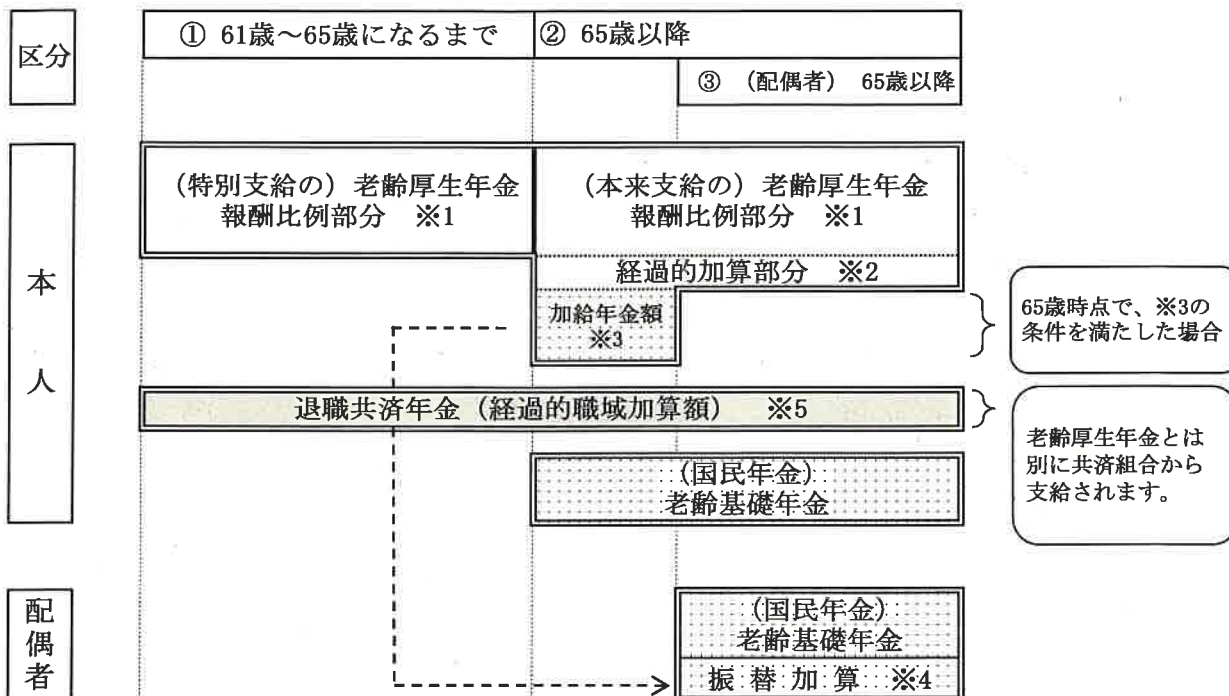 区分
① 61歳～65歳になるまで
② 65歳以降
③ （配偶者） 65歳以降
本人
（特別支給の）老齢厚生年金
報酬比例部分 ※1
（本来支給の）老齢厚生年金
報酬比例部分 ※1
経過的加算部分 ※2
加給年金額
※3
65歳時点で、※3の
条件を満たした場合
退職共済年金（経過的職域加算額） ※5
老齢厚生年金とは
別に共済組合から
支給されます。
（国民年金）
老齢基礎年金
配偶者
（国民年金）
老齢基礎年金
振替加算 ※4